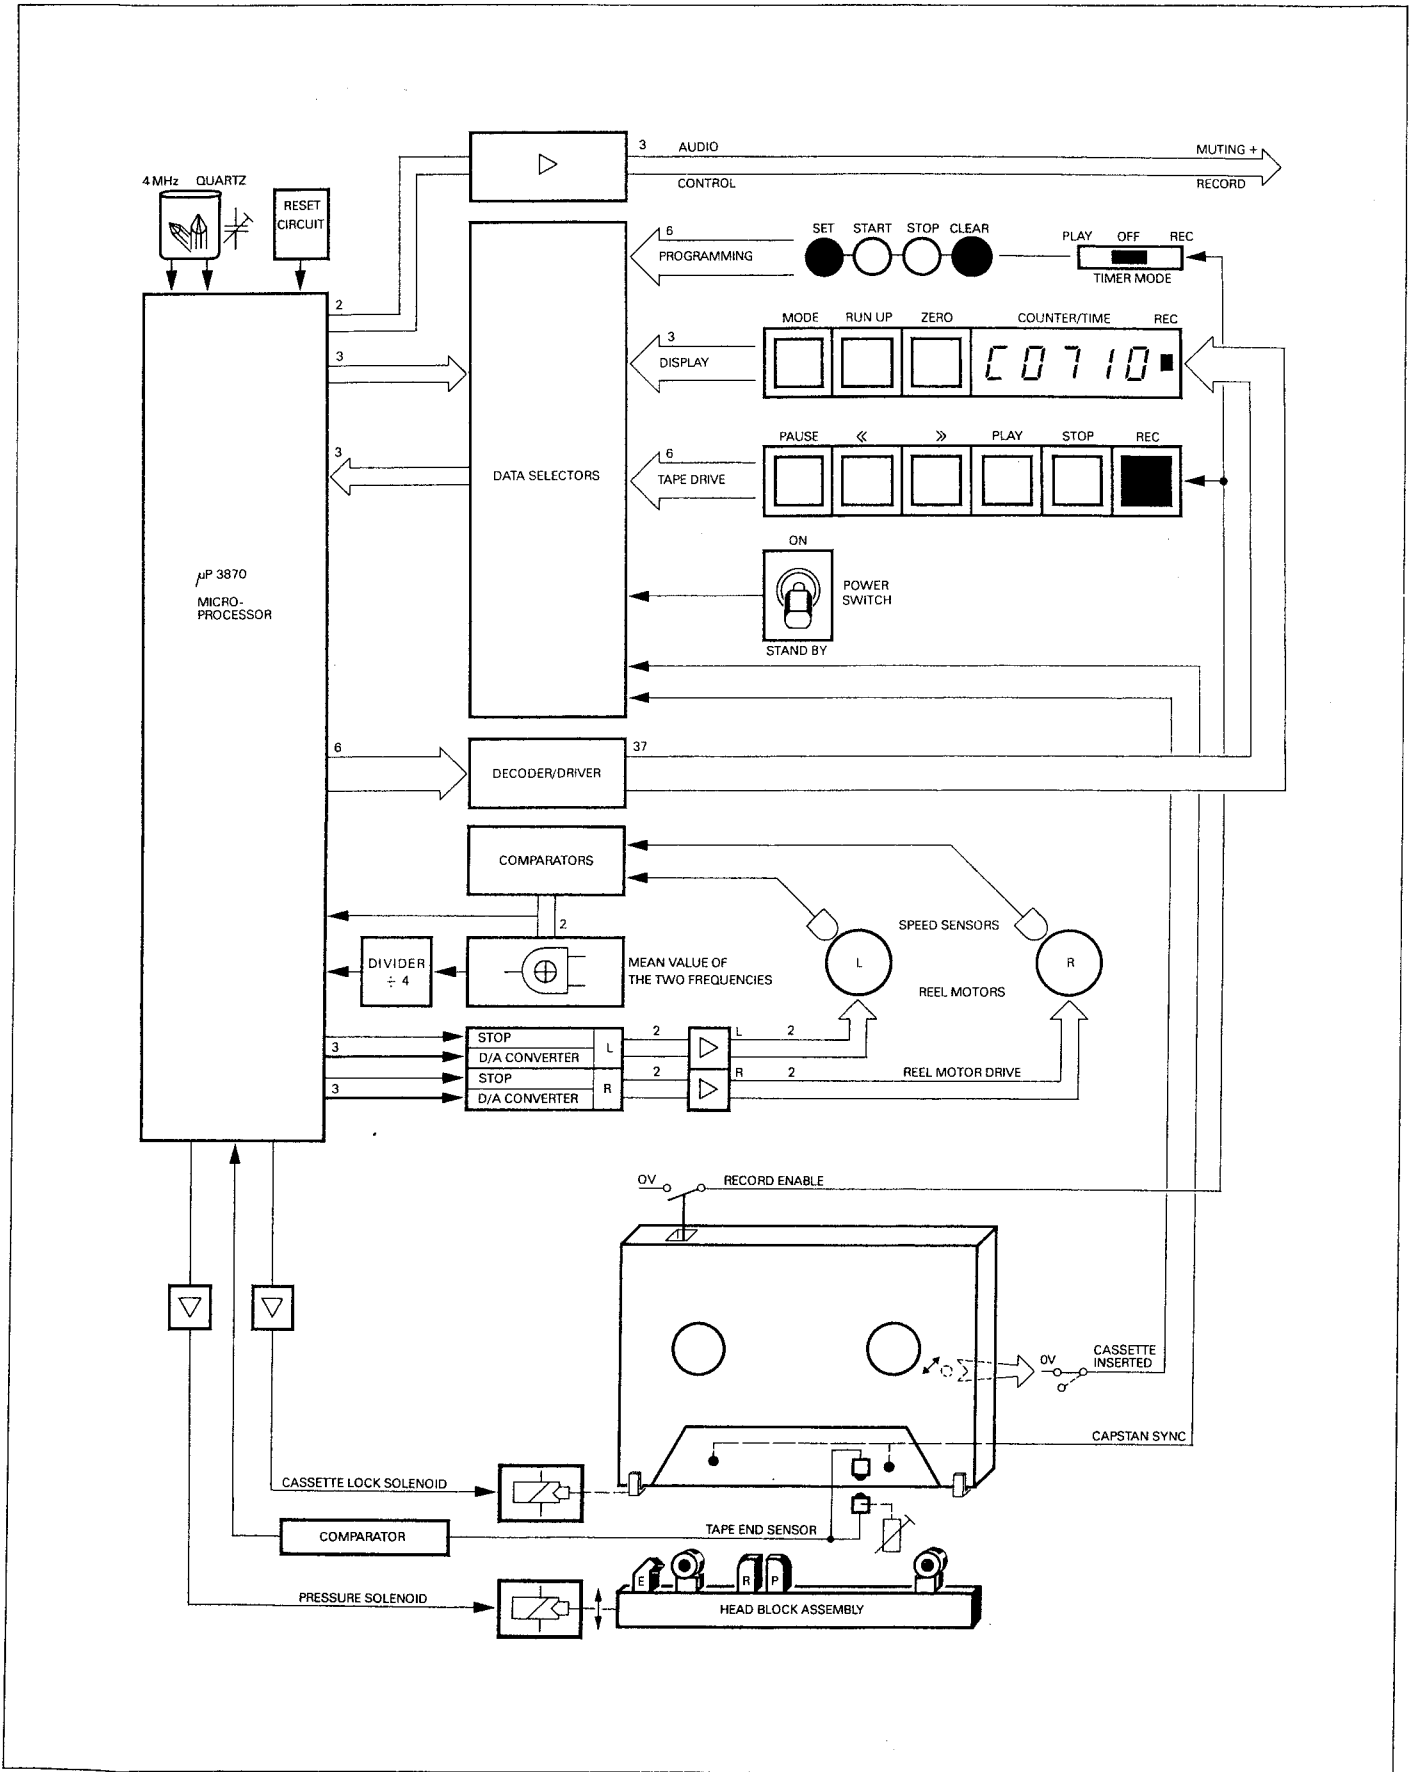 3 AUDIO MUTING +
CONTROL RECORD
4 MHz QUARTZ
RESET
CIRCUIT
6
PROGRAMMING
SET START STOP CLEAR
PLAY OFF REC
TIMER MODE
2
3
3
DISPLAY
MODE RUN UP ZERO COUNTER/TIME REC
C0710
3
DATA SELECTORS
6
TAPE DRIVE
PAUSE « » PLAY STOP REC
µP 3870
MICRO-
PROCESSOR
ON
POWER
SWITCH
STAND BY
6
DECODER/DRIVER
37
COMPARATORS
2
SPEED SENSORS
DIVIDER
÷ 4
MEAN VALUE OF
THE TWO FREQUENCIES
L
R
REEL MOTORS
STOP
3
D/A CONVERTER
L
2
L
2
STOP
3
D/A CONVERTER
R
2
R
2
REEL MOTOR DRIVE
0V
RECORD ENABLE
0V
CASSETTE
INSERTED
CAPSTAN SYNC
CASSETTE LOCK SOLENOID
COMPARATOR
TAPE END SENSOR
E
R
P
PRESSURE SOLENOID
HEAD BLOCK ASSEMBLY